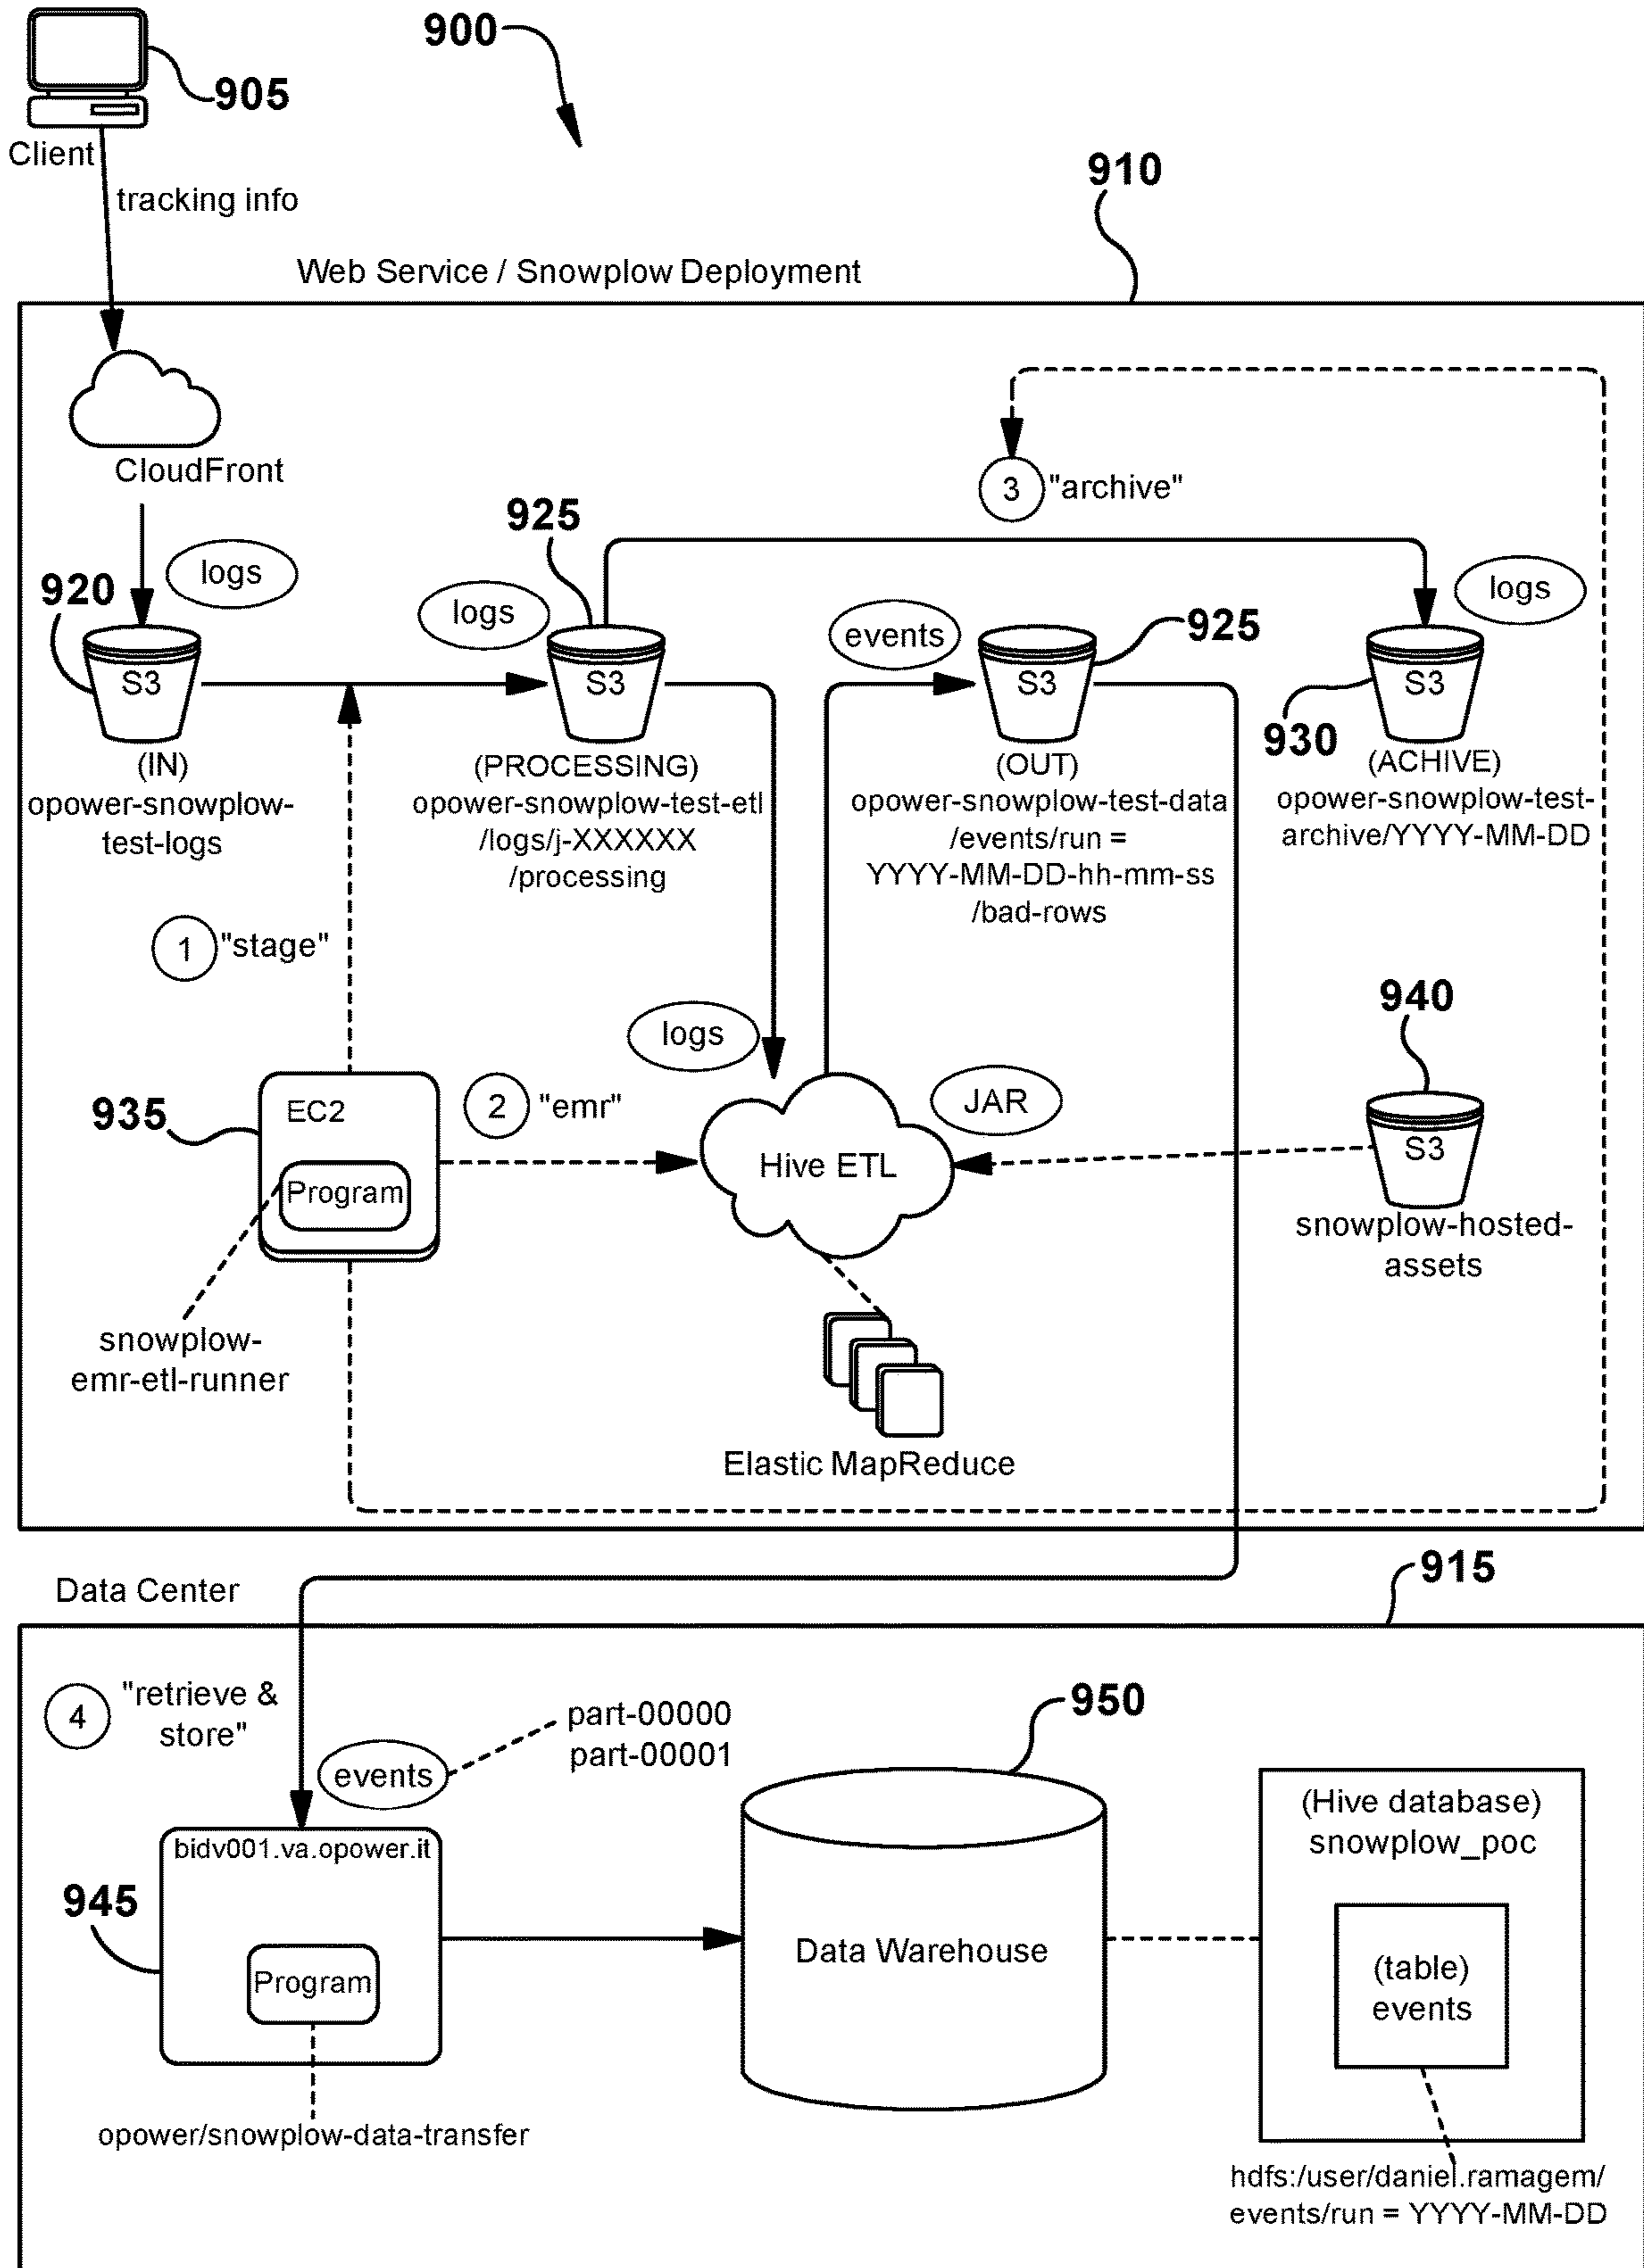 900
905
Client
tracking info
910
Web Service / Snowplow Deployment
CloudFront
3
"archive"
925
logs
logs
logs
920
events
925
S3
S3
S3
S3
930
(IN)
opower-snowplow-
test-logs
(PROCESSING)
opower-snowplow-test-etl
/logs/j-XXXXXX
/processing
(OUT)
opower-snowplow-test-data
/events/run =
YYYY-MM-DD-hh-mm-ss
/bad-rows
(ACHIVE)
opower-snowplow-test-
archive/YYYY-MM-DD
1
"stage"
940
logs
935
EC2
2
"emr"
JAR
Program
Hive ETL
S3
snowplow-hosted-
assets
snowplow-
emr-etl-runner
Elastic MapReduce
Data Center
915
4
"retrieve &
store"
events
part-00000
part-00001
950
bidv001.va.opower.it
945
Program
Data Warehouse
(Hive database)
snowplow_poc
(table)
events
opower/snowplow-data-transfer
hdfs:/user/daniel.ramagem/
events/run = YYYY-MM-DD